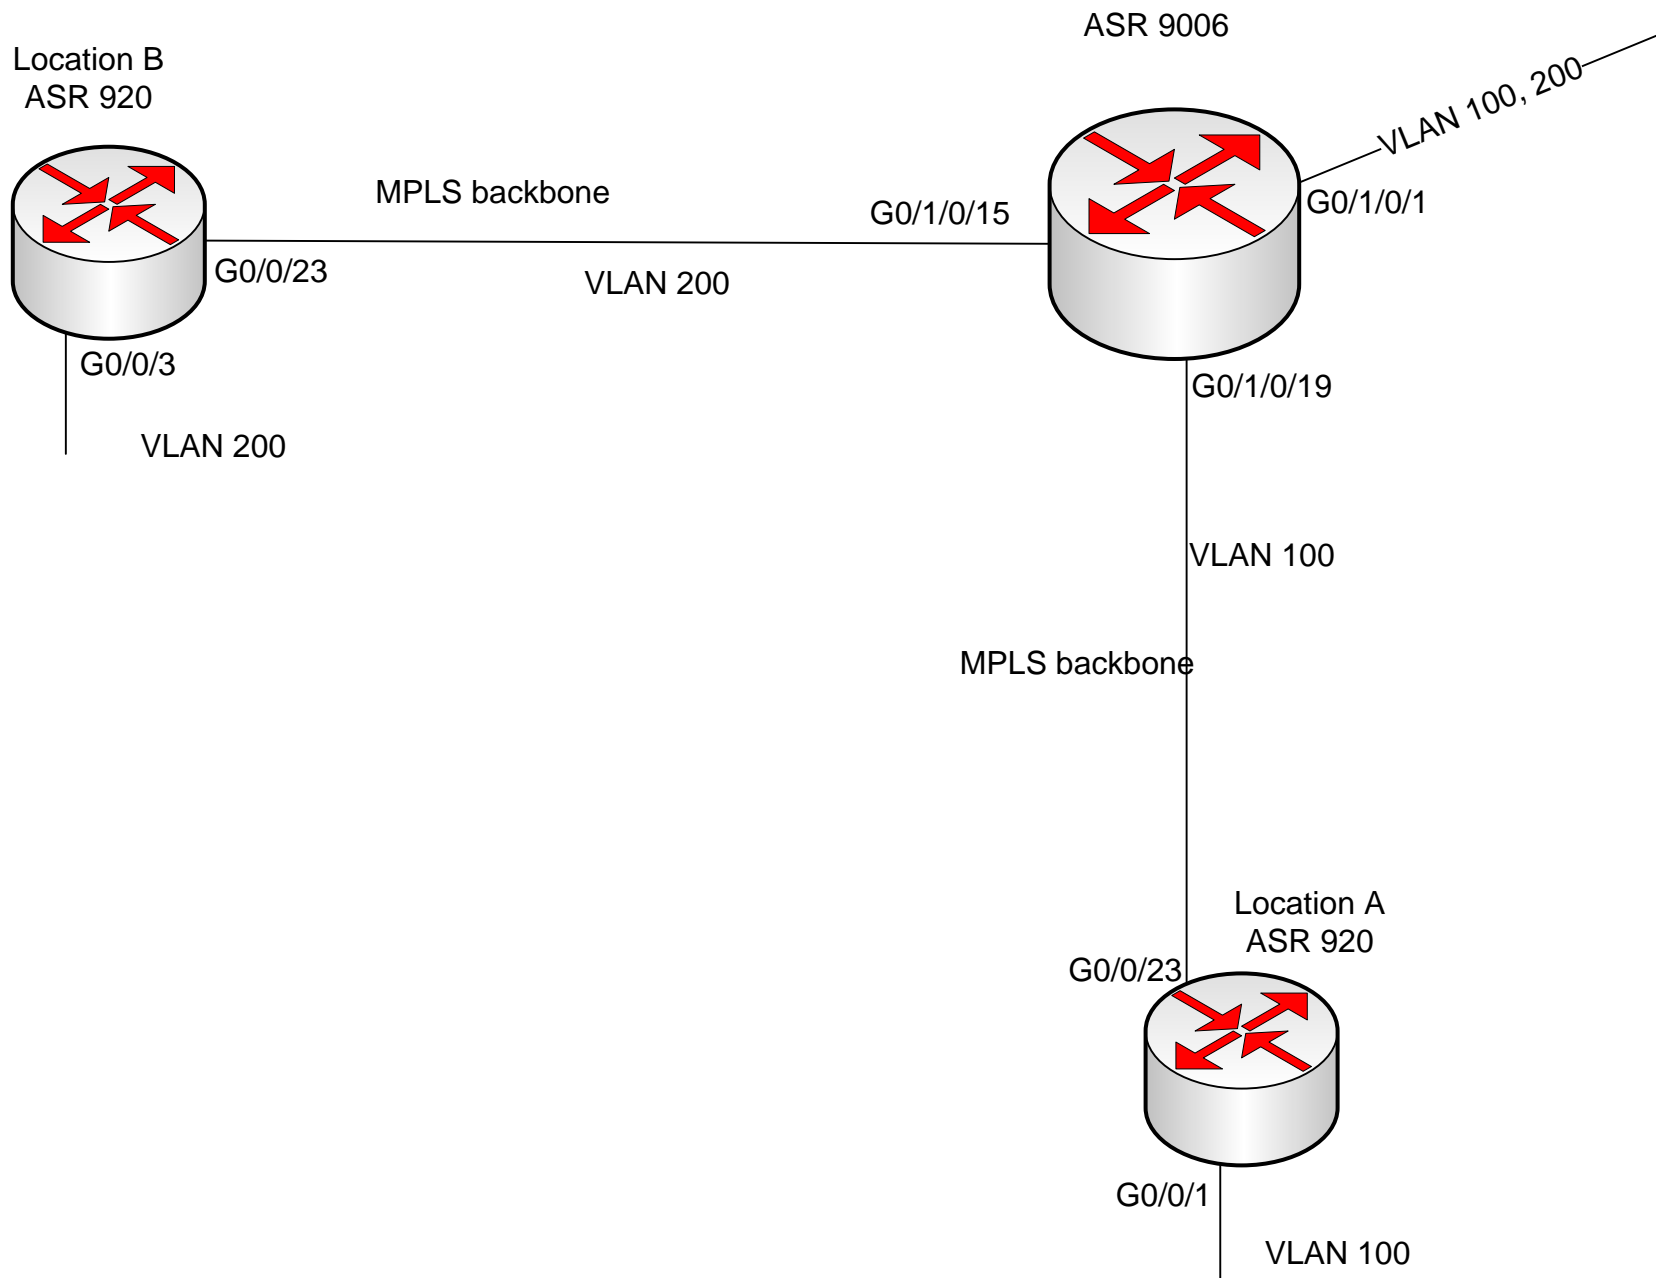 ASR 9006
Location B
ASR 920
VLAN 100, 200
MPLS backbone
G0/1/0/15
G0/1/0/1
G0/0/23
VLAN 200
G0/0/3
G0/1/0/19
VLAN 200
VLAN 100
MPLS backbone
Location A
ASR 920
G0/0/23
G0/0/1
VLAN 100